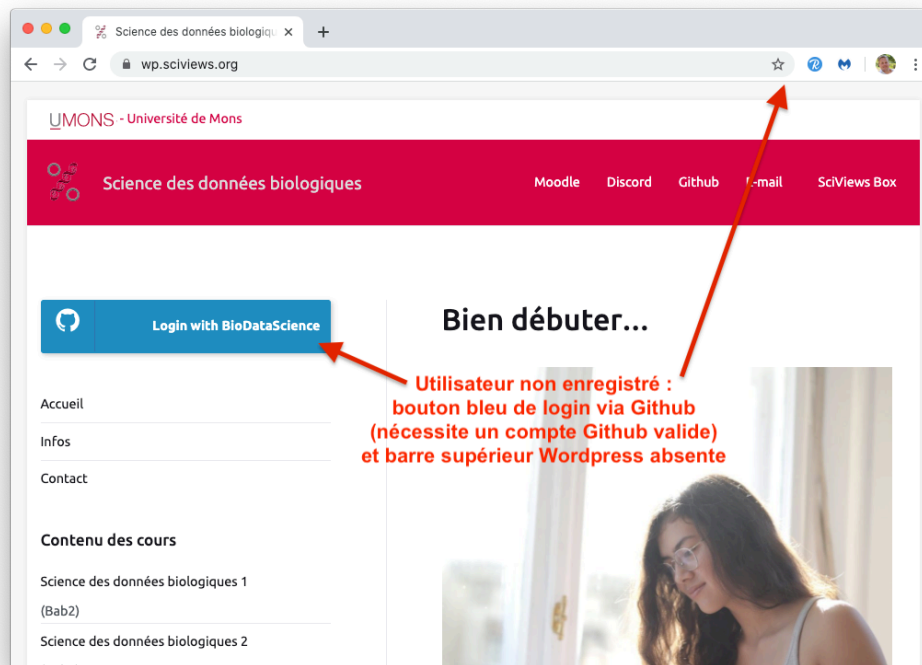 Science des données biologiqu
wp.sciviews.org
UMONS - Université de Mons
Science des données biologiques
Moodle Discord Github E-mail SciViews Box
Login with BioDataScience
Bien débuter...
Utilisateur non enregistré :
bouton bleu de login via Github
(nécessite un compte Github valide)
et barre supérieur Wordpress absente
Accueil
Infos
Contact
Contenu des cours
Science des données biologiques 1
(Bab2)
Science des données biologiques 2